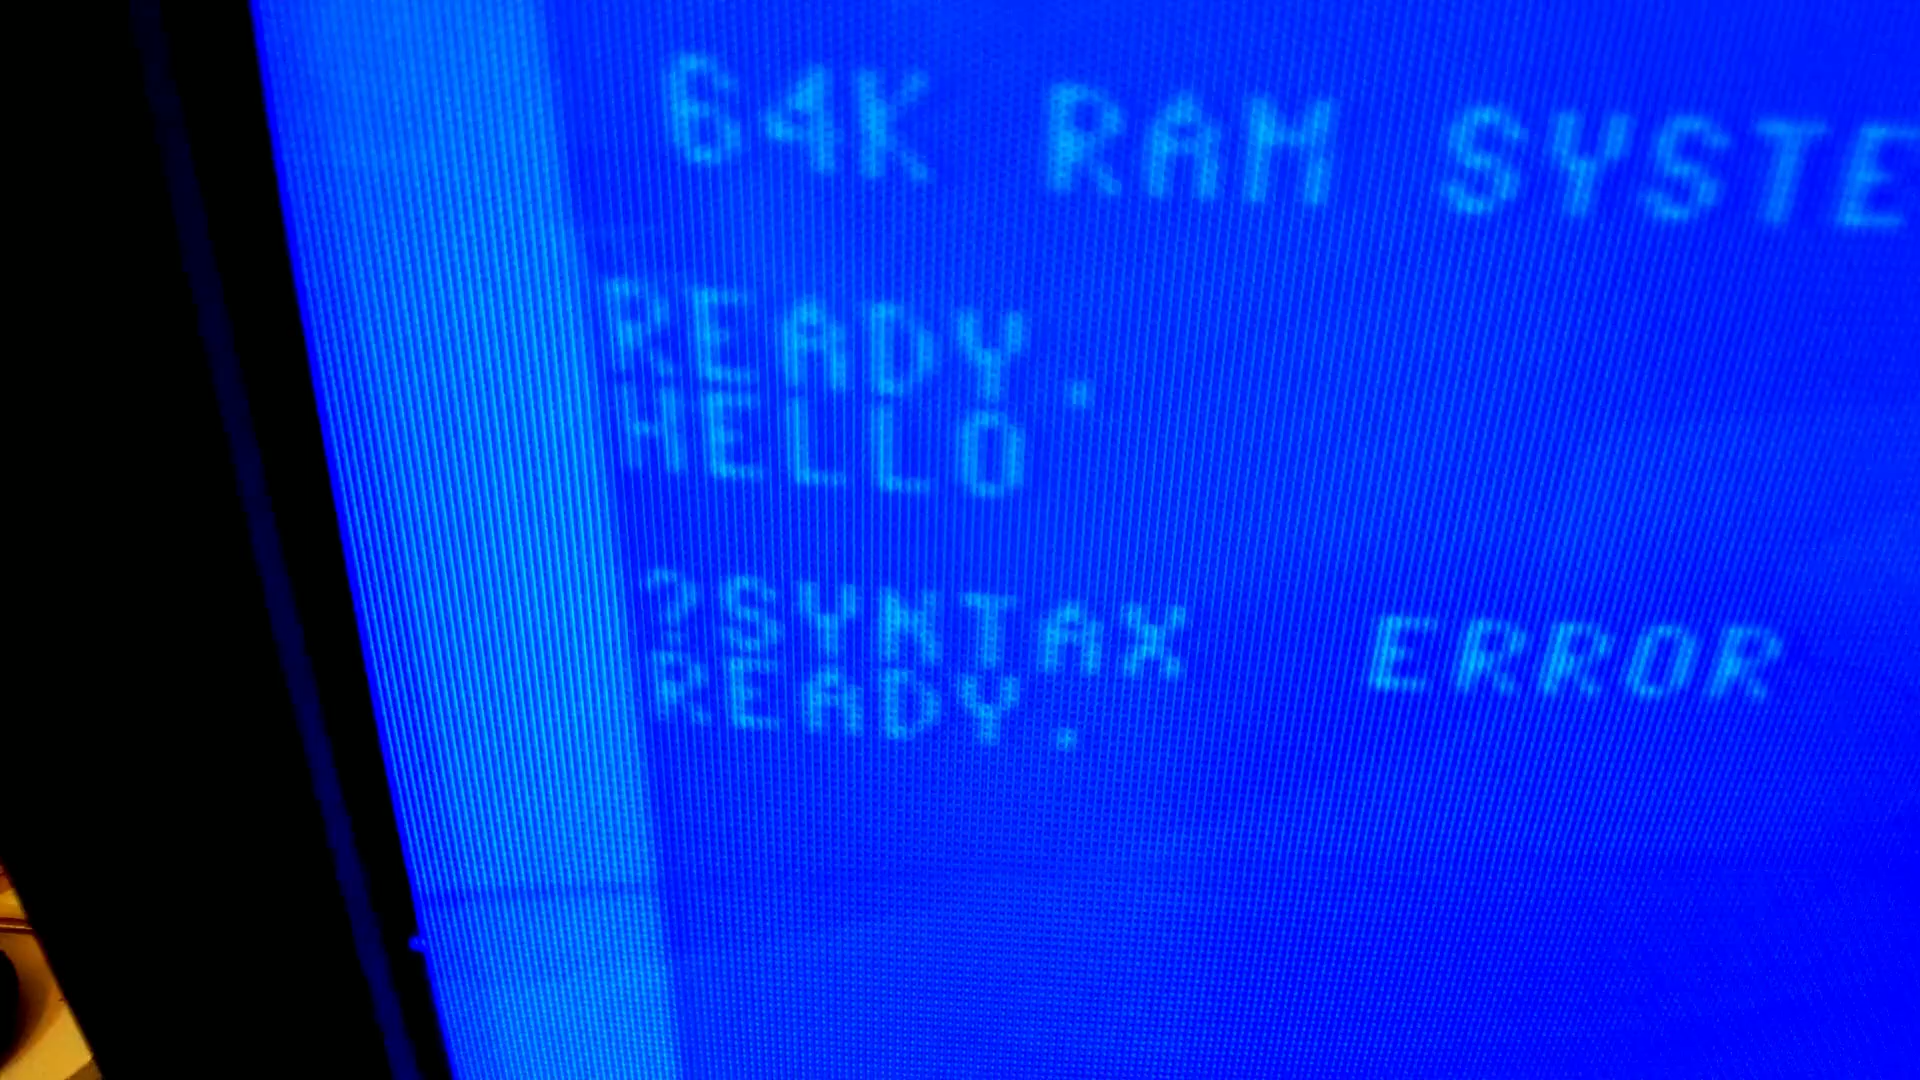 64K RAM SYSTE
READY.
HELLO
?SYNTAX  ERROR
READY.